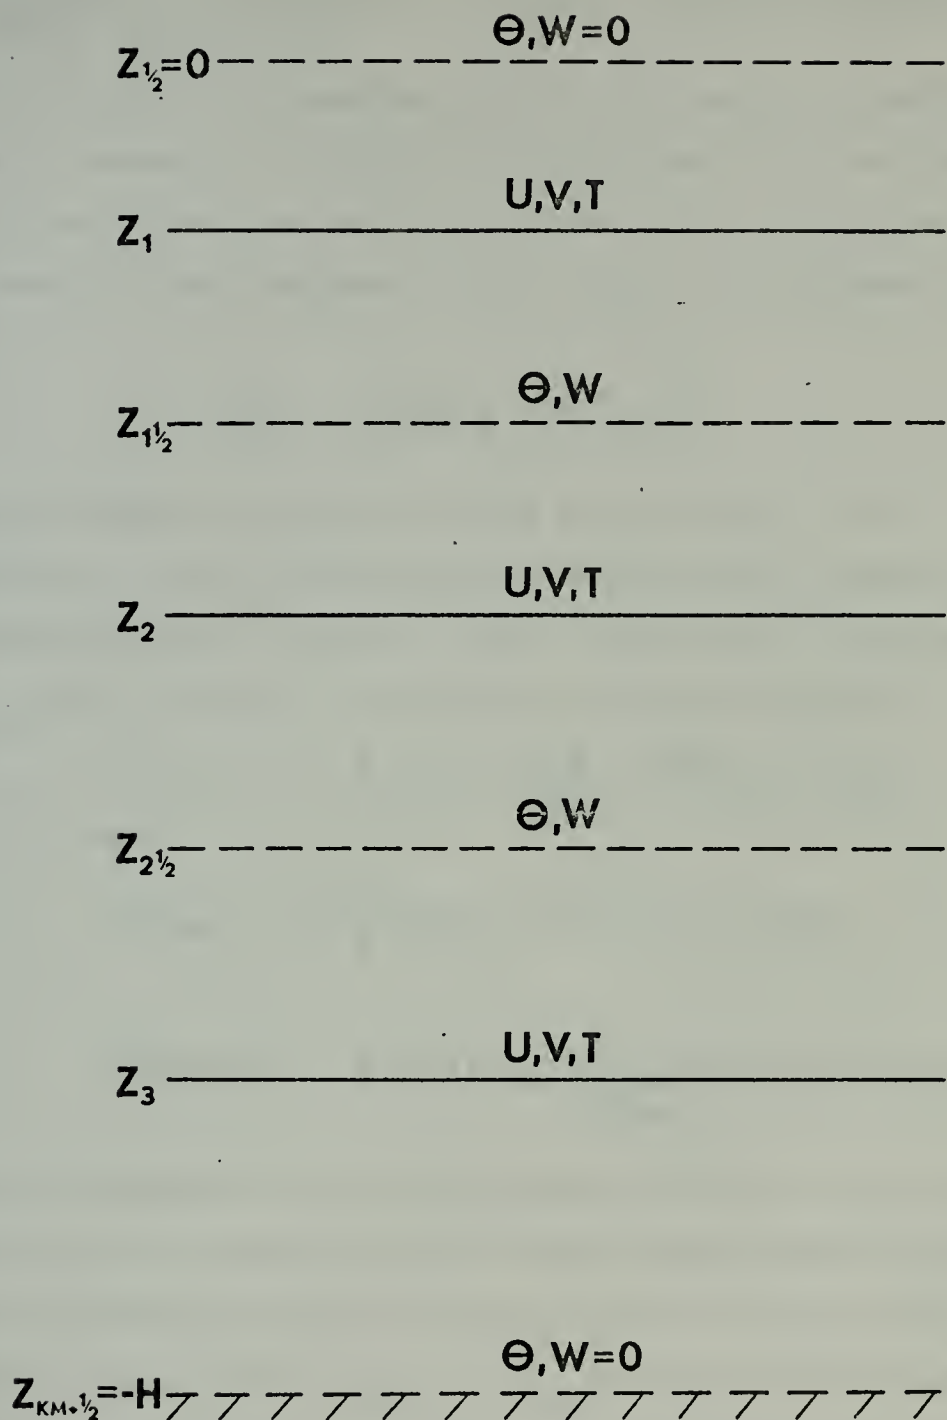 Θ,W=0
Z½=0
U,V,T
Z1
Θ,W
Z1½
U,V,T
Z2
Θ,W
Z2½
U,V,T
Z3
Θ,W=0
ZKM+½=-H